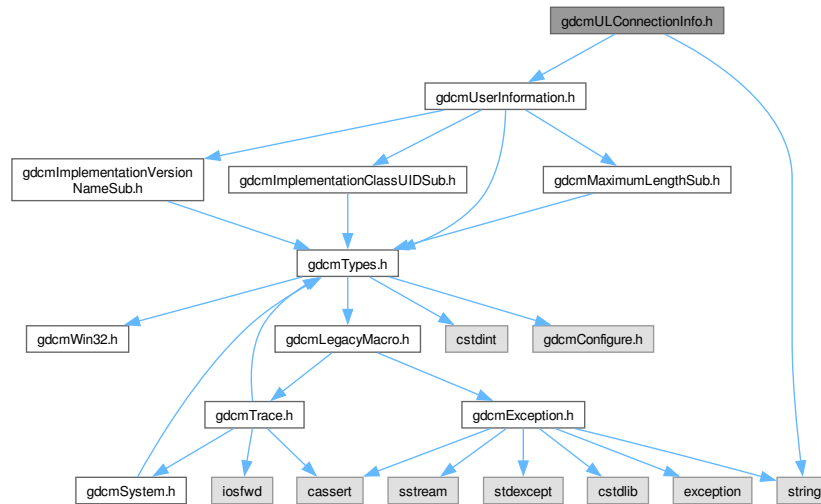 gdcmULConnectionInfo.h
gdcmUserInformation.h
gdcmImplementationVersion
NameSub.h
gdcmImplementationClassUIDSub.h
gdcmMaximumLengthSub.h
gdcmTypes.h
gdcmWin32.h
gdcmLegacyMacro.h
cstdint
gdcmConfigure.h
gdcmTrace.h
gdcmException.h
gdcmSystem.h
iosfwd
cassert
sstream
stdexcept
cstdlib
exception
string